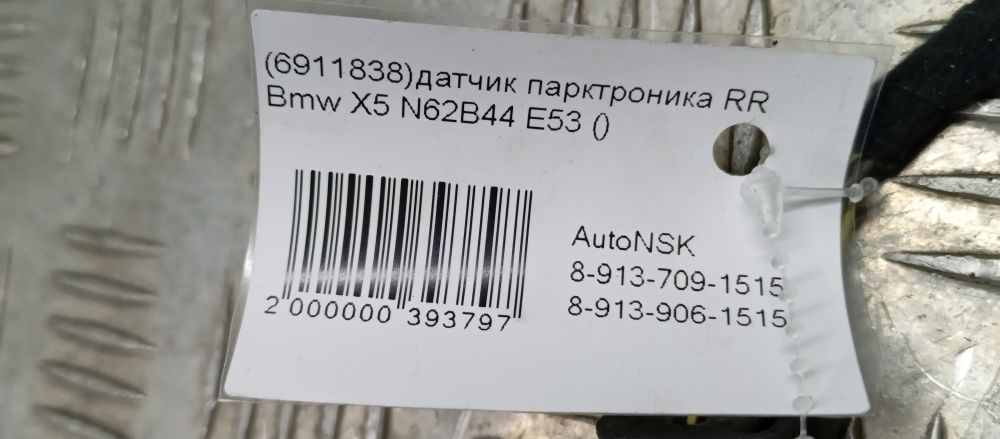 (6911838)датчик парктроника RR
Bmw X5 N62B44 E53 ()
AutoNSK
8-913-709-1515
8-913-906-1515
2 000000 393797